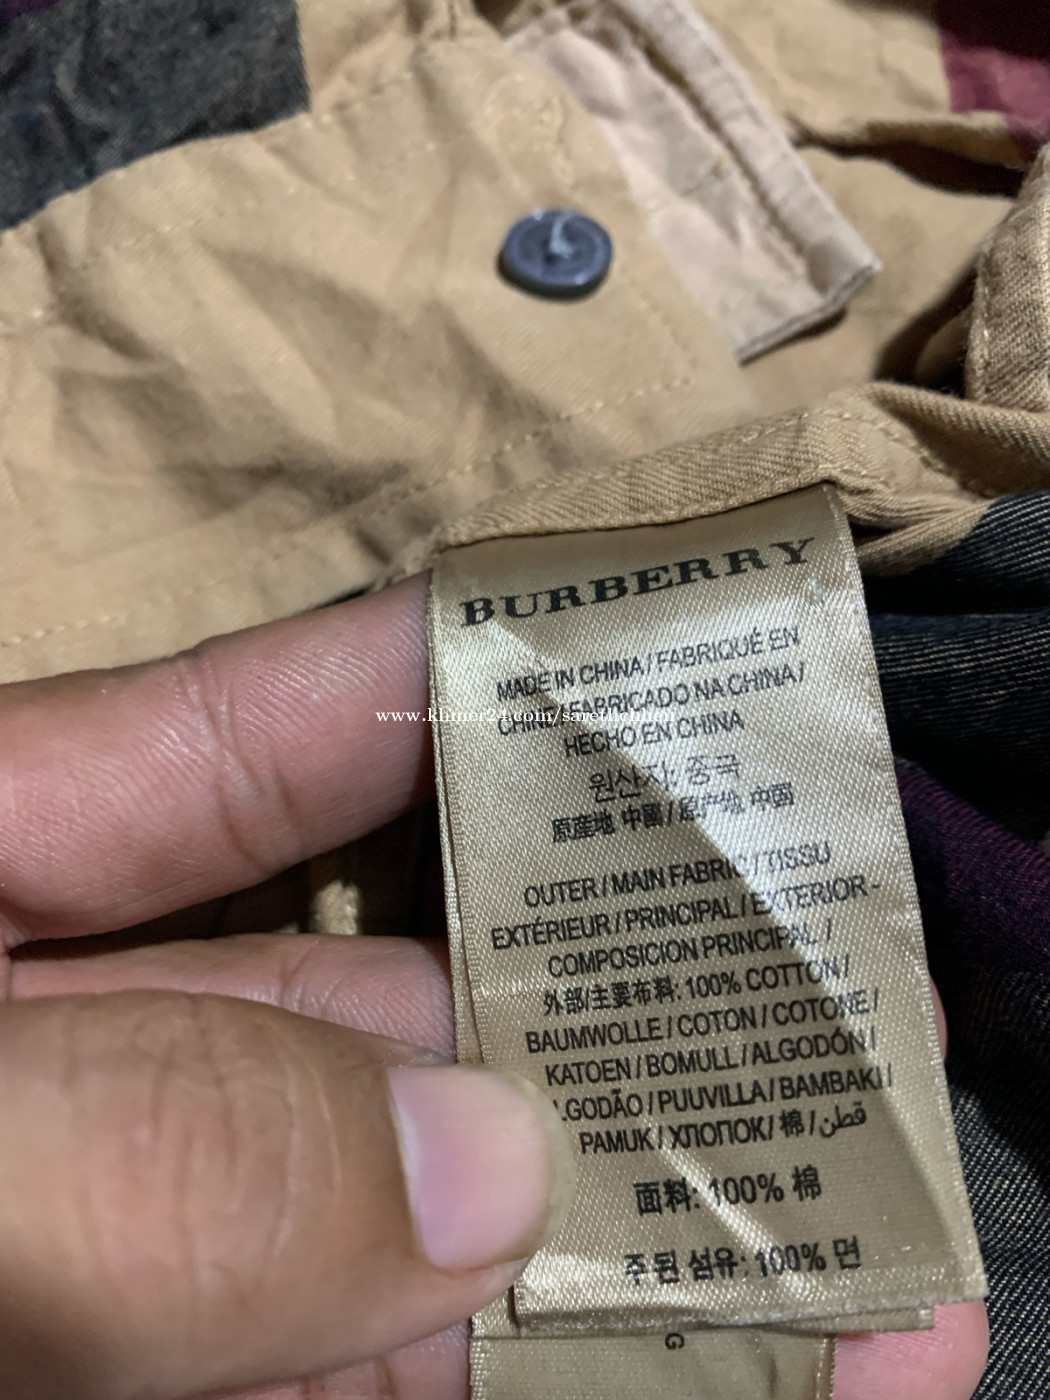 BURBERRY
MADE IN CHINA / FABRIQUÉ EN
CHINE / FABRICADO NA CHINA /
HECHO EN CHINA
원산지: 중국
原産地 中國 / 原产地 中国
OUTER / MAIN FABRIC / TISSU
EXTÉRIEUR / PRINCIPAL / EXTERIOR -
COMPOSICION PRINCIPAL /
外部/主要布料: 100% COTTON /
BAUMWOLLE / COTON / COTONE /
KATOEN / BOMULL / ALGODÓN /
LGODÃO / PUUVILLA / BAMBAKI /
PAMUK / ХЛОПОК / 棉 / قطن
面料: 100% 棉
주된 섬유: 100% 면
G